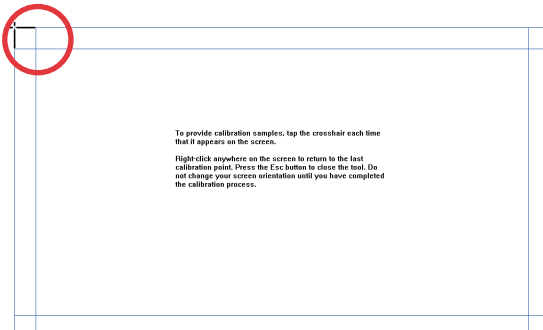 To provide calibration samples, tap the crosshair each time
that it appears on the screen.
Right-click anywhere on the screen to return to the last
calibration point. Press the Esc button to close the tool. Do
not change your screen orientation until you have completed
the calibration process.